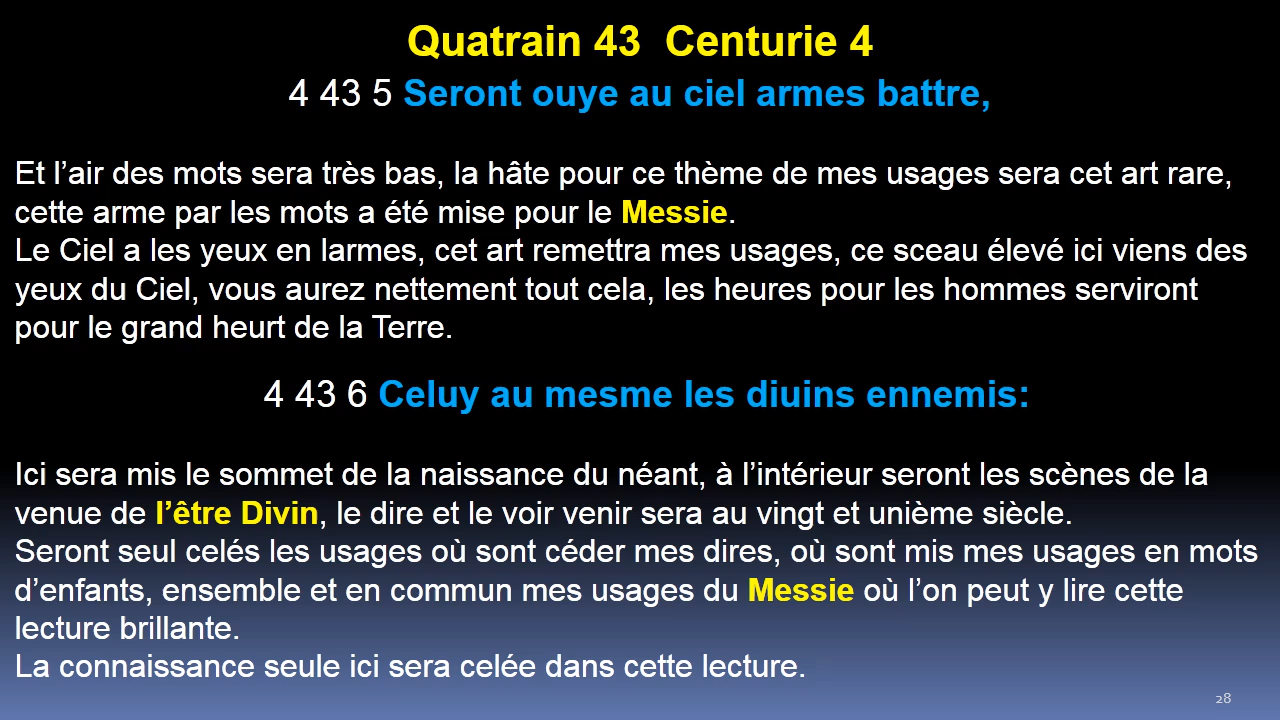 Quatrain 43  Centurie 4
4 43 5 Seront ouye au ciel armes battre,
Et l’air des mots sera très bas, la hâte pour ce thème de mes usages sera cet art rare,
cette arme par les mots a été mise pour le Messie.
Le Ciel a les yeux en larmes, cet art remettra mes usages, ce sceau élevé ici viens des
yeux du Ciel, vous aurez nettement tout cela, les heures pour les hommes serviront
pour le grand heurt de la Terre.
4 43 6 Celuy au mesme les diuins ennemis:
Ici sera mis le sommet de la naissance du néant, à l’intérieur seront les scènes de la
venue de l’être Divin, le dire et le voir venir sera au vingt et unième siècle.
Seront seul celés les usages où sont céder mes dires, où sont mis mes usages en mots
d’enfants, ensemble et en commun mes usages du Messie où l’on peut y lire cette
lecture brillante.
La connaissance seule ici sera celée dans cette lecture.
28